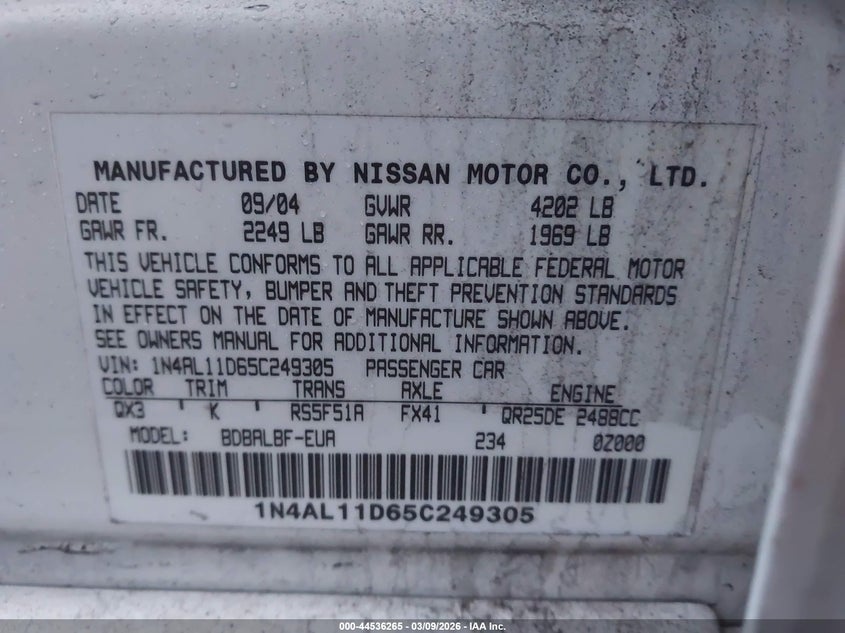 MANUFACTURED BY NISSAN MOTOR CO., LTD.
DATE 09/04 GVWR 4202 LB
GAWR FR. 2249 LB GAWR RR. 1969 LB
THIS VEHICLE CONFORMS TO ALL APPLICABLE FEDERAL MOTOR
VEHICLE SAFETY, BUMPER AND THEFT PREVENTION STANDARDS
IN EFFECT ON THE DATE OF MANUFACTURE SHOWN ABOVE.
SEE OWNERS MANUAL FOR ADDITIONAL INFORMATION.
VIN: 1N4AL11D65C249305 PASSENGER CAR
COLOR TRIM TRANS AXLE ENGINE
QX3 ' K ' RS5F51A FX41 ' QR25DE 2488CC
MODEL: BDBALBF-EUA 234 0Z000
1N4AL11D65C249305
000-44536265 - 03/09/2026 - IAA Inc.